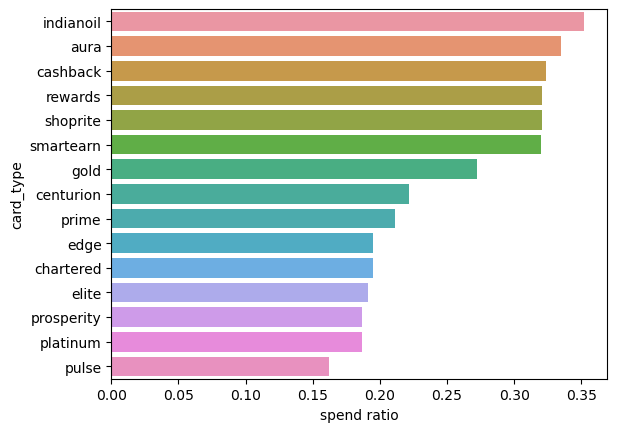 indianoil
aura
cashback
rewards
shoprite
smartearn
gold
centurion
prime
edge
chartered
elite
prosperity
platinum
pulse
card_type
0.00 0.05 0.10 0.15 0.20 0.25 0.30 0.35
spend ratio